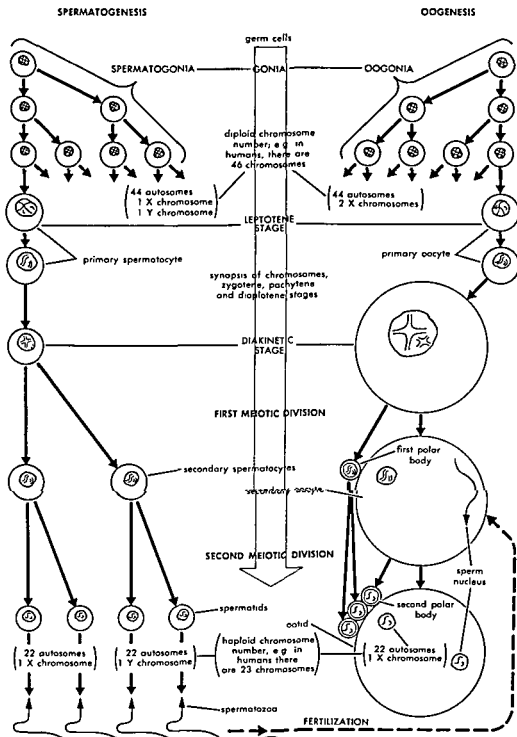 SPERMATOGENESIS
OOGENESIS
germ cells
SPERMATOGONIA
GONIA
OOGONIA
diploid chromosome
number; e.g. in
humans, there are
46 chromosomes
44 autosomes
1 X chromosome
1 Y chromosome
44 autosomes
2 X chromosomes
LEPTOTENE
STAGE
primary spermatocyte
primary oocyte
synapsis of chromosomes,
zygotene, pachytene
and diplotene stages
DIAKINETIC
STAGE
FIRST MEIOTIC DIVISION
first polar
body
secondary spermatocytes
secondary oocyte
SECOND MEIOTIC DIVISION
sperm
nucleus
spermatids
second polar
body
ootid
(22 autosomes
1 X chromosome)
(22 autosomes
1 Y chromosome)
(haploid chromosome
number, e.g. in
humans there
are 23 chromosomes)
(22 autosomes
1 X chromosome)
spermatozoa
FERTILIZATION